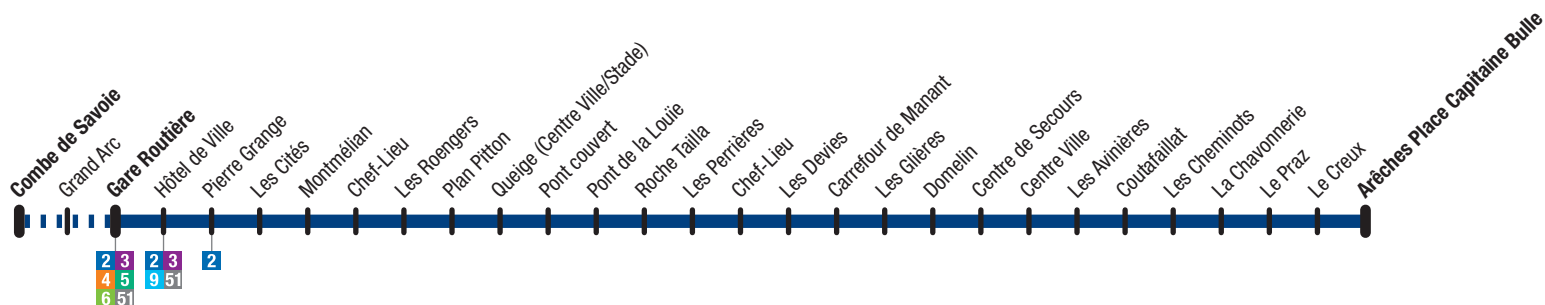 Combe de Savoie
Grand Arc
Gare Routière
Hôtel de Ville
Pierre Grange
Les Cités
Montmélian
Chef-Lieu
Les Roengers
Plan Pitton
Queige (Centre Ville/Stade)
Pont couvert
Pont de la Louïe
Roche Tailla
Les Perrières
Chef-Lieu
Les Devies
Carrefour de Manant
Les Glières
Domelin
Centre de Secours
Centre Ville
Les Avinières
Coutafaillat
Les Cheminots
La Chavonnerie
Le Praz
Le Creux
Arêches Place Capitaine Bulle
2 3
4 5
6 51
2 3
9 51
2